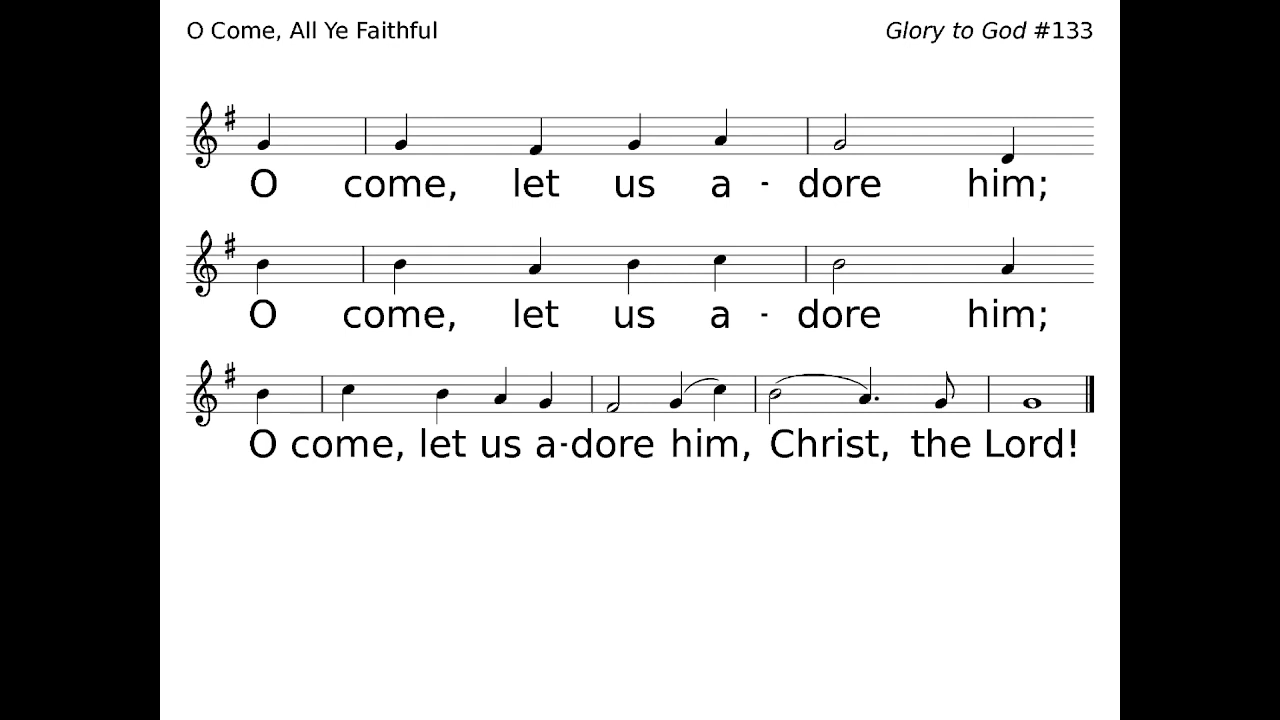 O Come, All Ye Faithful
Glory to God #133
O come, let us a - dore him;
O come, let us a - dore him;
O come, let us a-dore him, Christ, the Lord!